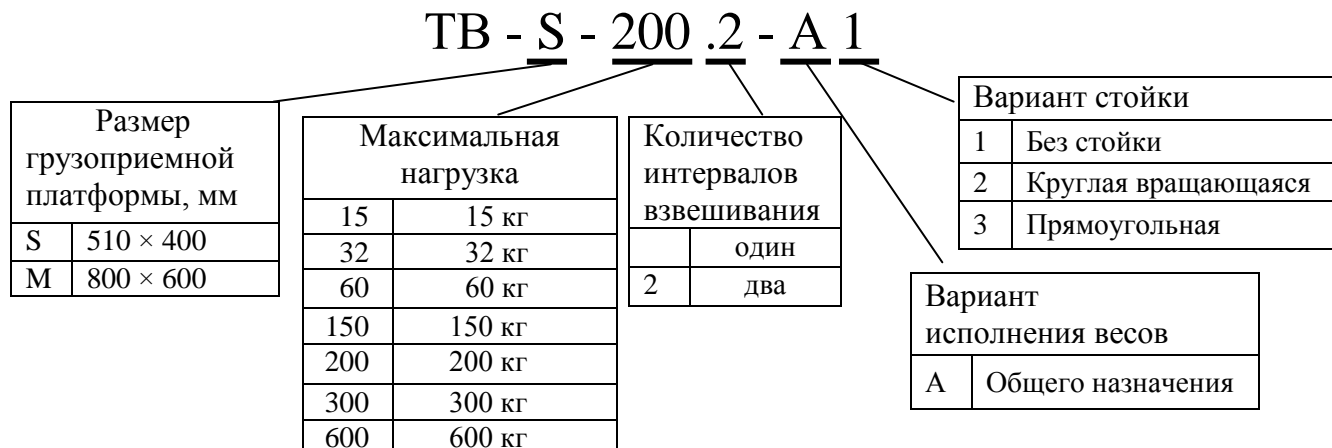 ТВ - S - 200 .2 - А 1
Размер
грузоприемной
платформы, мм
S 510 × 400
M 800 × 600
Максимальная
нагрузка
15 15 кг
32 32 кг
60 60 кг
150 150 кг
200 200 кг
300 300 кг
600 600 кг
Количество
интервалов
взвешивания
один
2 два
Вариант стойки
1 Без стойки
2 Круглая вращающаяся
3 Прямоугольная
Вариант
исполнения весов
А Общего назначения